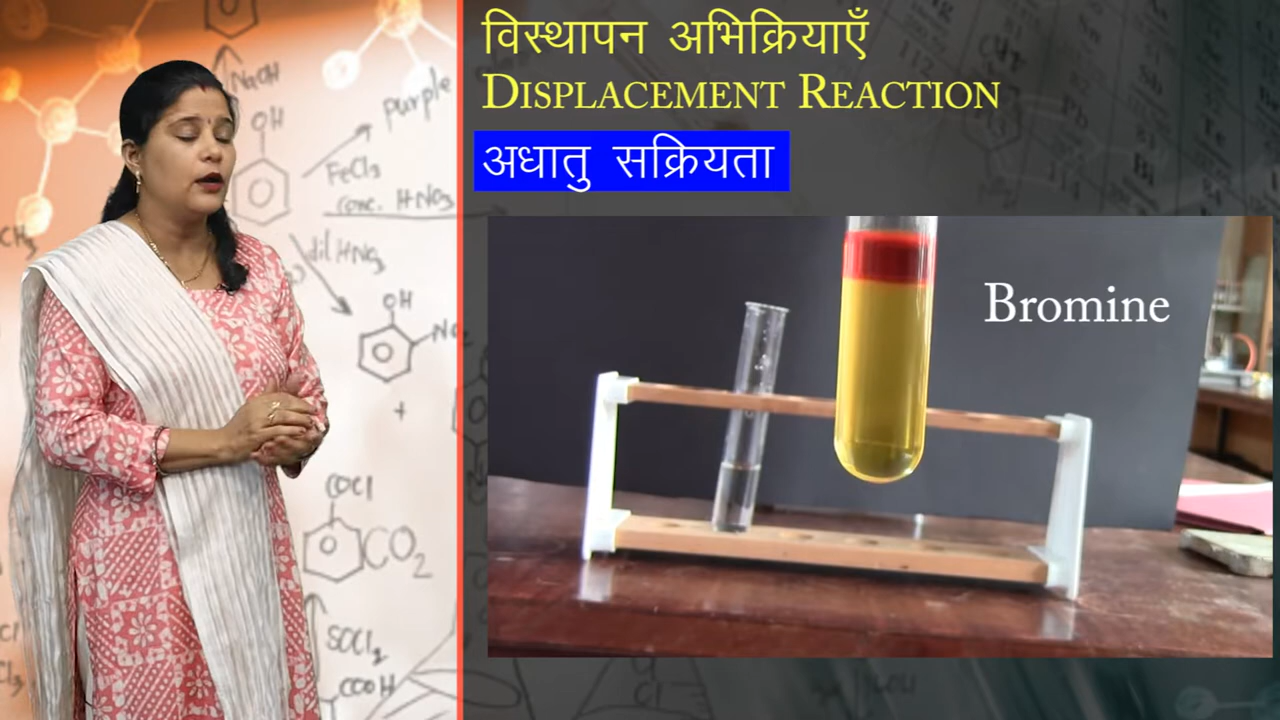 विस्थापन अभिक्रियाएँ
DISPLACEMENT REACTION
अधातु सक्रियता
Bromine
NaOH
OH
purple
FeCl3
conc. HNO3
dil HNO3
OH
+
COCl
CO2
SOCl2
COOH